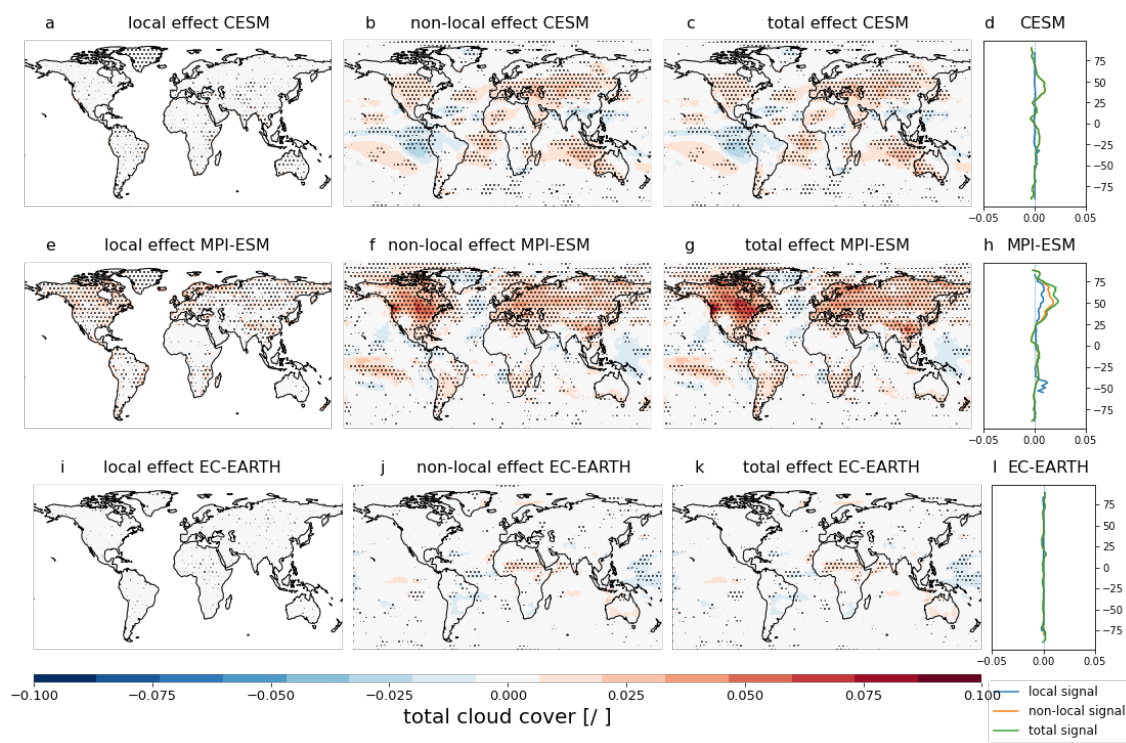 a local effect CESM
b non-local effect CESM
c total effect CESM
d CESM
75
50
25
0
−25
−50
−75
−0.05 0.00 0.05
e local effect MPI-ESM
f non-local effect MPI-ESM
g total effect MPI-ESM
h MPI-ESM
75
50
25
0
−25
−50
−75
−0.05 0.00 0.05
i local effect EC-EARTH
j non-local effect EC-EARTH
k total effect EC-EARTH
l EC-EARTH
75
50
25
0
−25
−50
−75
−0.05 0.00 0.05
−0.100 −0.075 −0.050 −0.025 0.000 0.025 0.050 0.075 0.100
total cloud cover [/ ]
local signal
non-local signal
total signal